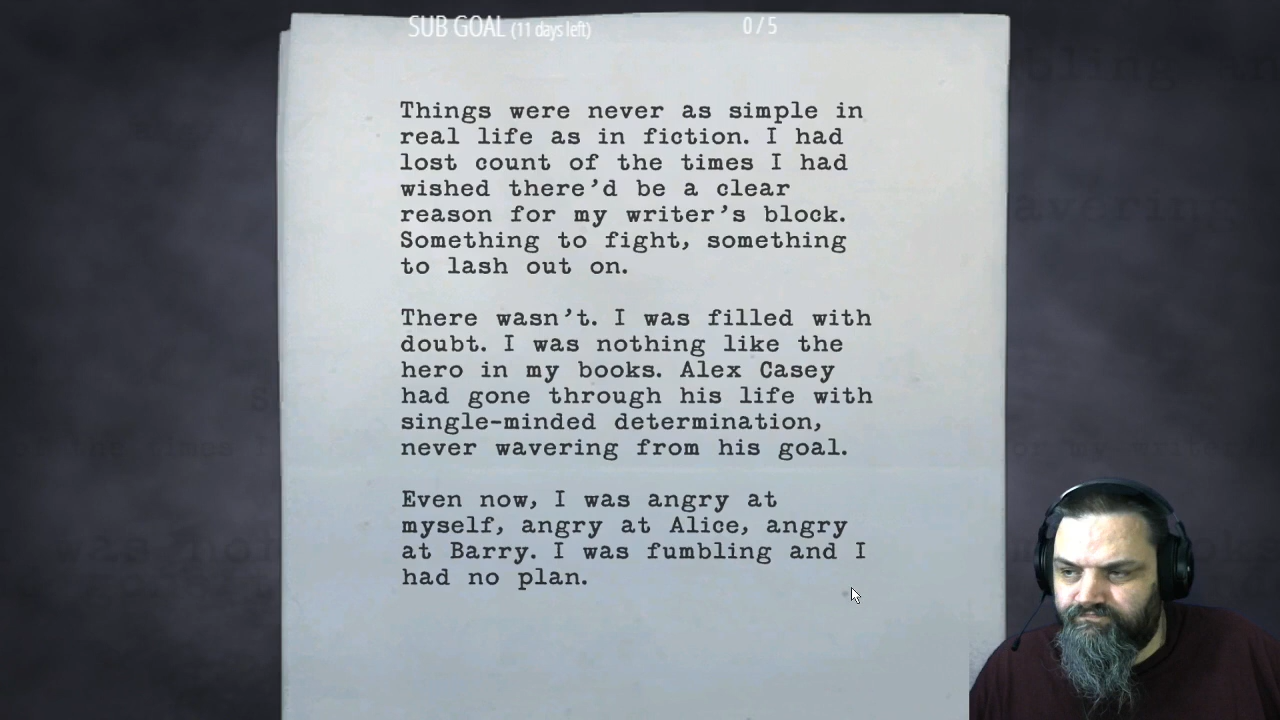 SUB GOAL (11 days left) 0 / 5
Things were never as simple in
real life as in fiction. I had
lost count of the times I had
wished there’d be a clear
reason for my writer’s block.
Something to fight, something
to lash out on.
There wasn’t. I was filled with
doubt. I was nothing like the
hero in my books. Alex Casey
had gone through his life with
single-minded determination,
never wavering from his goal.
Even now, I was angry at
myself, angry at Alice, angry
at Barry. I was fumbling and I
had no plan.